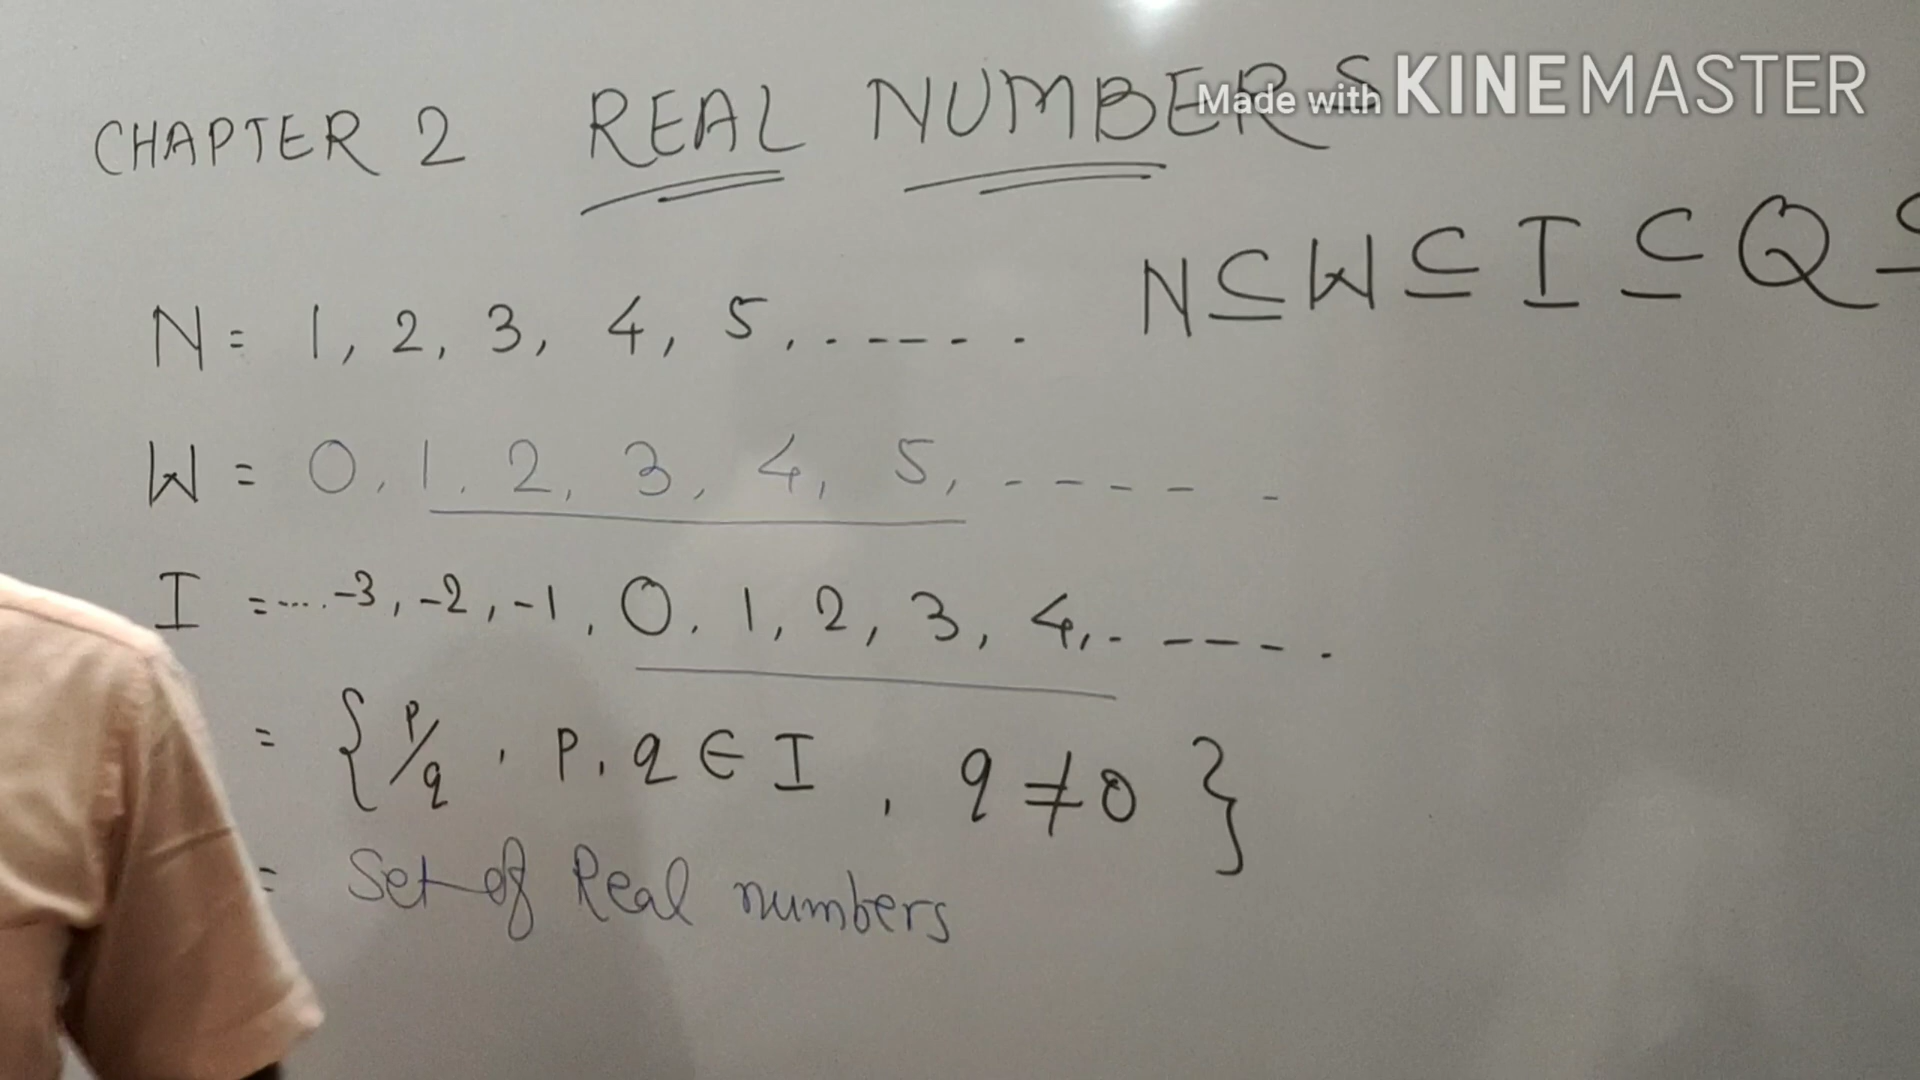 CHAPTER 2 REAL NUMBERS
Made with KINEMASTER
N ⊆ W ⊆ I ⊆ Q ⊆
N = 1, 2, 3, 4, 5, . - - - - .
W = 0, 1, 2, 3, 4, 5, - - - - - -
I = .... -3, -2, -1, 0, 1, 2, 3, 4, . - - - - .
= { P/q , P, q ∈ I , q ≠ 0 }
= Set of Real numbers